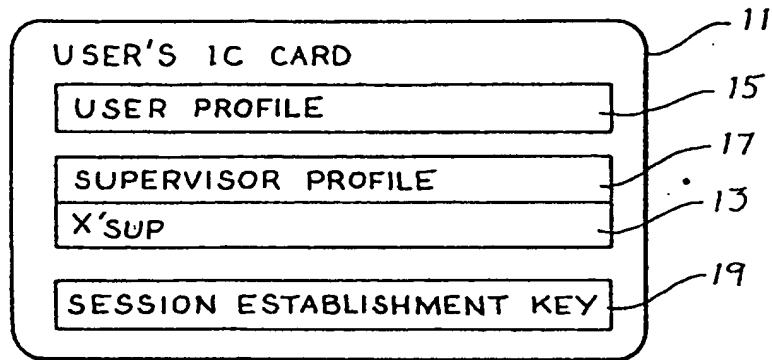 11
USER'S IC CARD
USER PROFILE
15
17
SUPERVISOR PROFILE
X'SUP
13
19
SESSION ESTABLISHMENT KEY